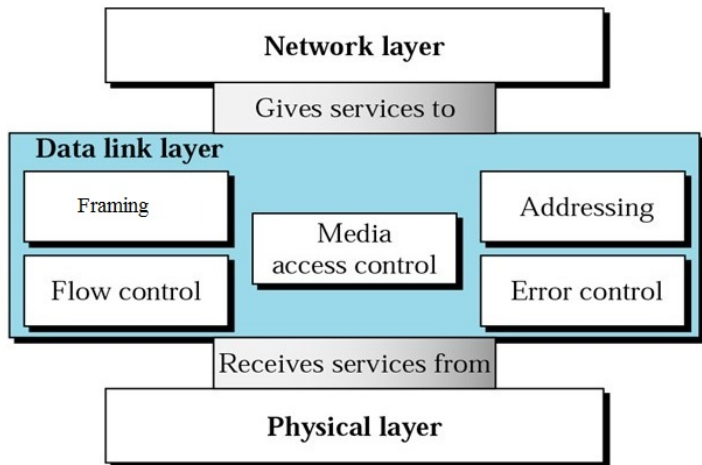 Network layer
Gives services to
Data link layer
Framing
Addressing
Media
access control
Flow control
Error control
Receives services from
Physical layer